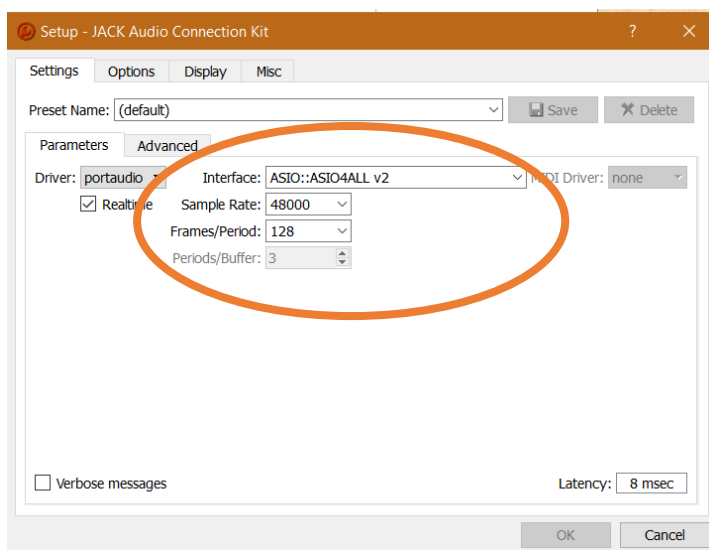 Setup - JACK Audio Connection Kit ?
Settings Options Display Misc
Preset Name: (default) Save Delete
Parameters Advanced
Driver: portaudio Interface: ASIO::ASIO4ALL v2 MIDI Driver: none
Realtime Sample Rate: 48000
Frames/Period: 128
Periods/Buffer: 3
Verbose messages Latency: 8 msec
OK Cancel